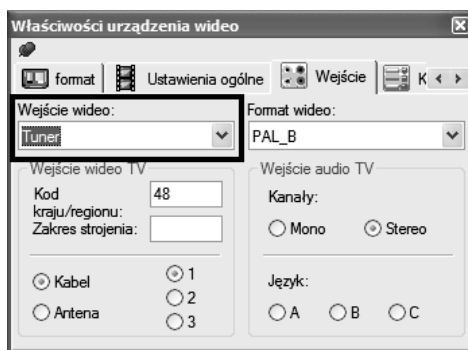 Właściwości urządzenia wideo
format Ustawienia ogólne Wejście K
Wejście wideo: Format wideo:
Tuner PAL_B
Wejście wideo TV Wejście audio TV
Kod kraju/regionu: 48 Kanały:
Zakres strojenia: Mono Stereo
Kabel 1 Język:
2
Antena 3 A B C